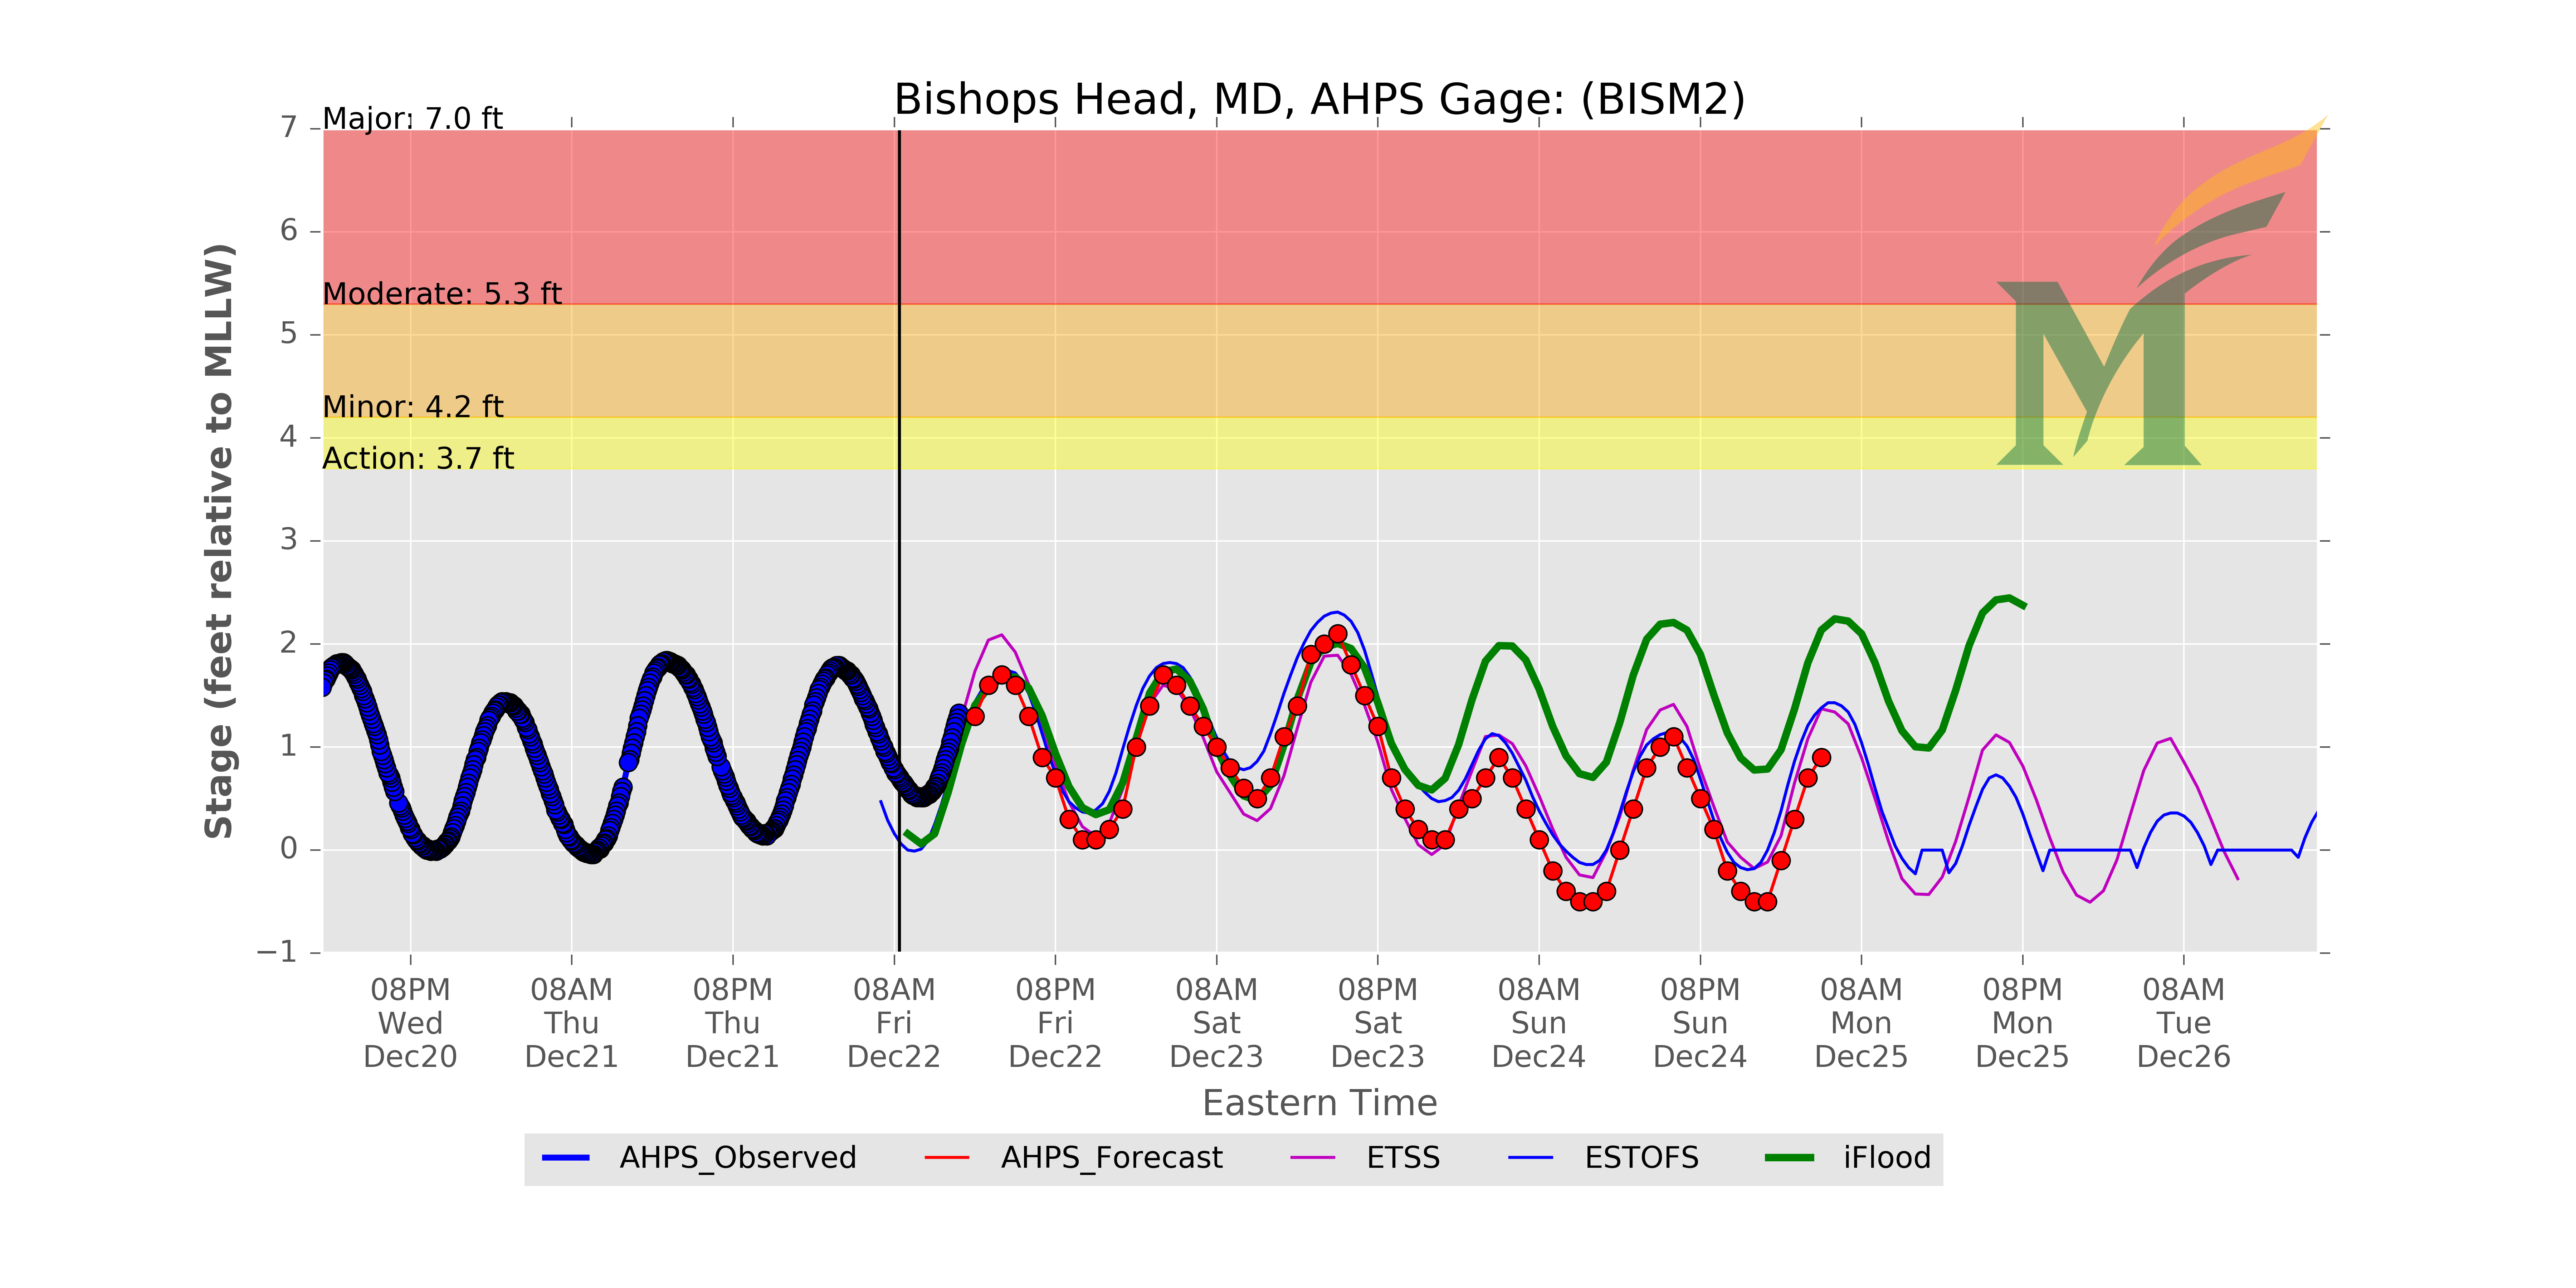 Bishops Head, MD, AHPS Gage: (BISM2)
Major: 7.0 ft
Moderate: 5.3 ft
Minor: 4.2 ft
Action: 3.7 ft
Stage (feet relative to MLLW)
7
6
5
4
3
2
1
0
−1
08PM
Wed
Dec20
08AM
Thu
Dec21
08PM
Thu
Dec21
08AM
Fri
Dec22
08PM
Fri
Dec22
08AM
Sat
Dec23
08PM
Sat
Dec23
08AM
Sun
Dec24
08PM
Sun
Dec24
08AM
Mon
Dec25
08PM
Mon
Dec25
08AM
Tue
Dec26
Eastern Time
AHPS_Observed
AHPS_Forecast
ETSS
ESTOFS
iFlood